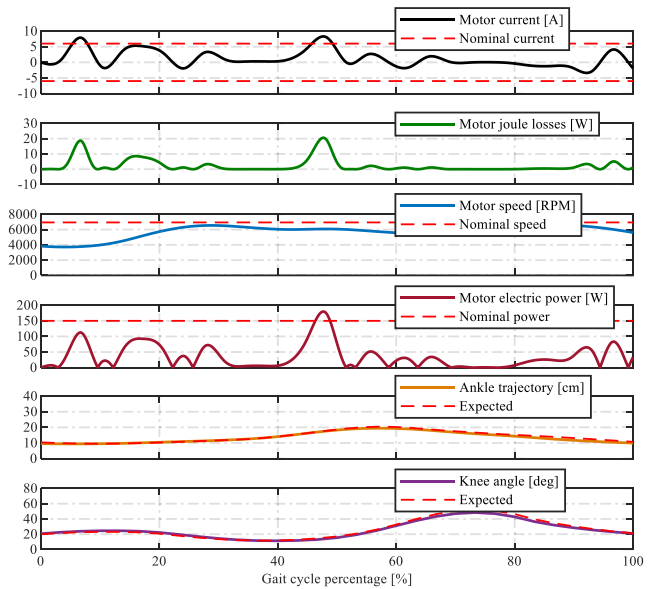 Motor current [A]
Nominal current
10
5
0
-5
-10
Motor joule losses [W]
30
20
10
0
-10
Motor speed [RPM]
Nominal speed
8000
6000
4000
2000
0
Motor electric power [W]
Nominal power
200
150
100
50
0
Ankle trajectory [cm]
Expected
40
30
20
10
0
Knee angle [deg]
Expected
80
60
40
20
0
0 20 40 60 80 100
Gait cycle percentage [%]